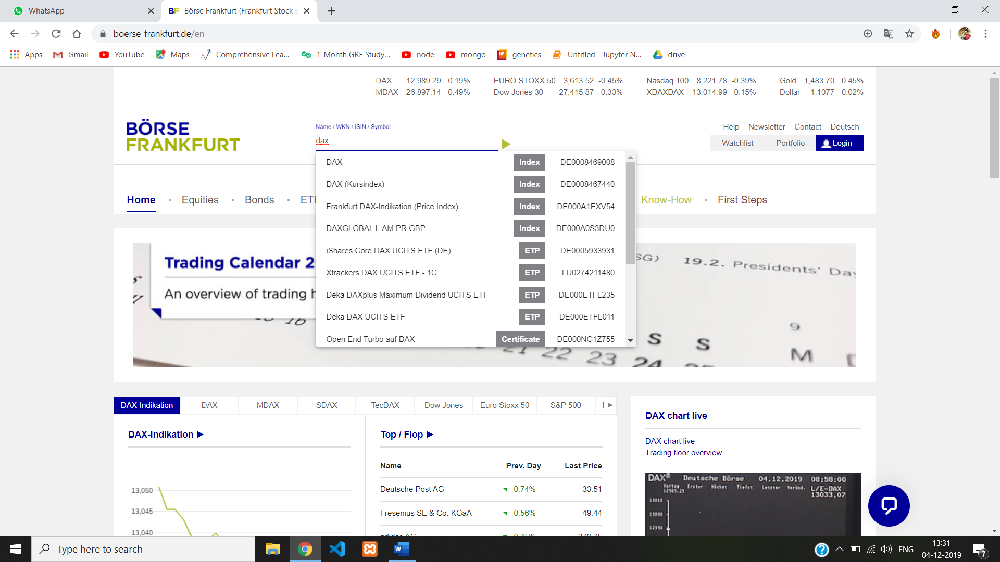 WhatsApp
BF Börse Frankfurt (Frankfurt Stock E
boerse-frankfurt.de/en
Apps Gmail YouTube Maps Comprehensive Lea... 1-Month GRE Study... node mongo HPI genetics Untitled - Jupyter N... drive
DAX 12,989.29 0.19% EURO STOXX 50 3,613.52 -0.45% Nasdaq 100 8,221.78 -0.39% Gold 1,483.70 0.45%
MDAX 26,897.14 -0.49% Dow Jones 30 27,415.87 -0.33% XDAXDAX 13,014.99 0.15% Dollar 1.1077 -0.02%
BÖRSE
FRANKFURT
Name / WKN / ISIN / Symbol
dax
Help Newsletter Contact Deutsch
Watchlist Portfolio Login
DAX Index DE0008469008
DAX (Kursindex) Index DE0008467440
Frankfurt DAX-Indikation (Price Index) Index DE000A1EXV54
DAXGLOBAL L.AM.PR GBP Index DE000A0S3DU0
iShares Core DAX UCITS ETF (DE) ETP DE0005933931
Xtrackers DAX UCITS ETF - 1C ETP LU0274211480
Deka DAXplus Maximum Dividend UCITS ETF ETP DE000ETFL235
Deka DAX UCITS ETF ETP DE000ETFL011
Open End Turbo auf DAX Certificate DE000NG1Z755
Home Equities Bonds ETF Know-How First Steps
Trading Calendar 2
An overview of trading h
SG) 19.2. Presidents' Da
16
9
S S
M
21 22 23 24 25
DAX-Indikation DAX MDAX SDAX TecDAX Dow Jones Euro Stoxx 50 S&P 500
DAX-Indikation
13,050
13,045
13,040
Top / Flop
Name Prev. Day Last Price
Deutsche Post AG 0.74% 33.51
Fresenius SE & Co. KGaA 0.56% 49.44
adidas AG 0.45% 279.75
DAX chart live
DAX chart live
Trading floor overview
DAX® Deutsche Börse 04.12.2019 08:58:00
Vortag Erster Höchst Tiefst Letzter Veränd. L/E-DAX
12989.29 13033.07
13010
13000
12990
Type here to search
ENG
13:31
04-12-2019
7